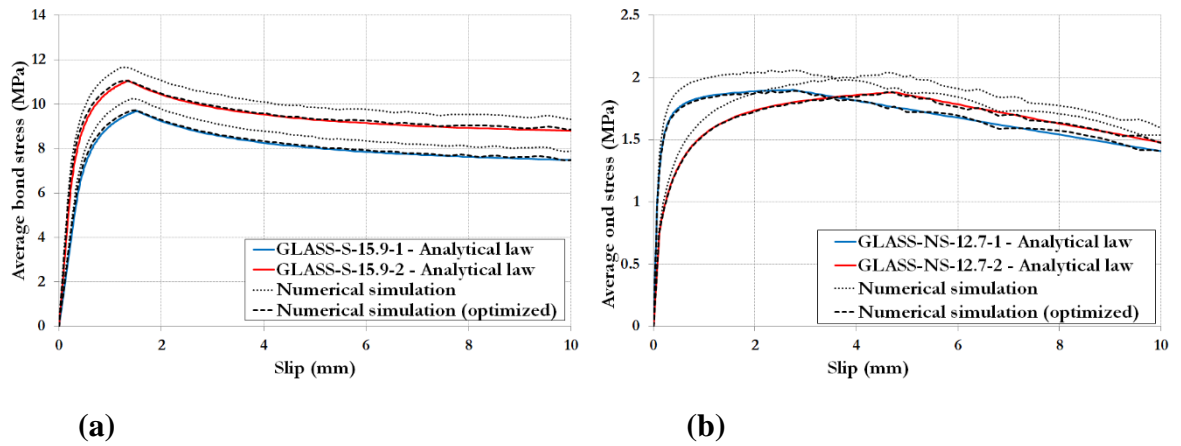 14
12
10
8
6
4
2
0
Average bond stress (MPa)
GLASS-S-15.9-1 - Analytical law
GLASS-S-15.9-2 - Analytical law
Numerical simulation
Numerical simulation (optimized)
0 2 4 6 8 10
Slip (mm)
(a)
2.5
2
1.5
1
0.5
0
Average ond stress (MPa)
GLASS-NS-12.7-1 - Analytical law
GLASS-NS-12.7-2 - Analytical law
Numerical simulation
Numerical simulation (optimized)
0 2 4 6 8 10
Slip (mm)
(b)